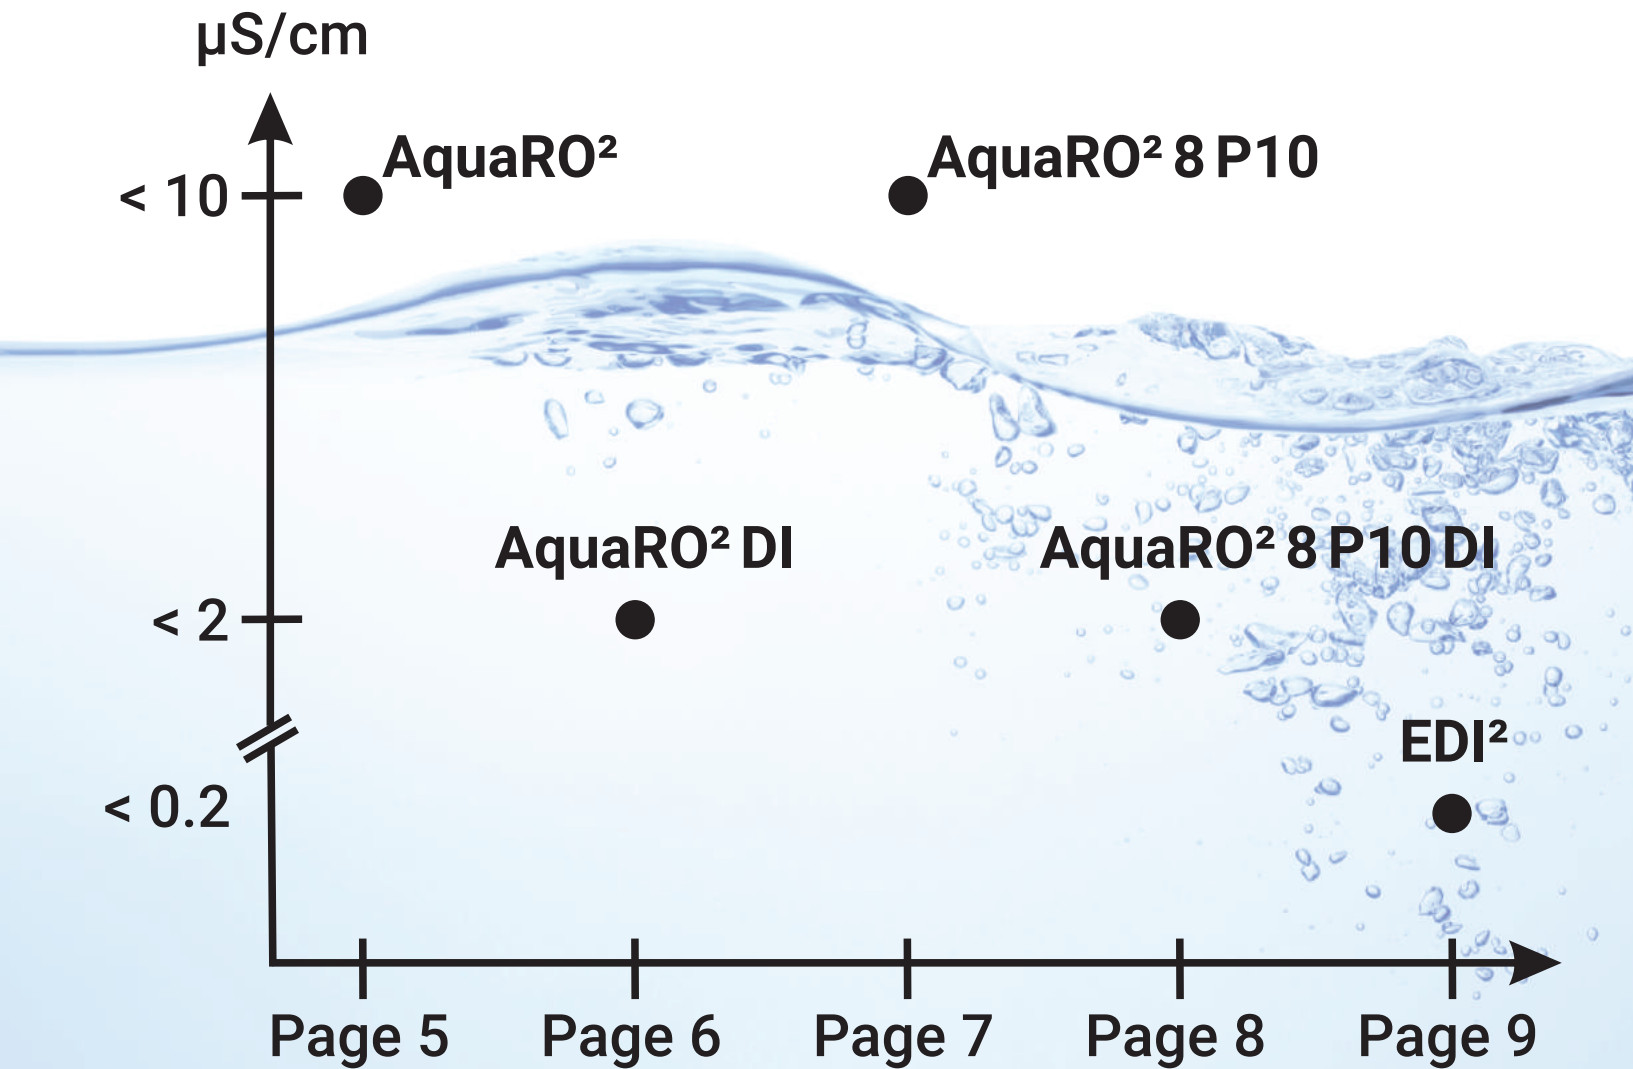 µS/cm
AquaRO²
AquaRO² 8 P10
< 10
AquaRO² DI
AquaRO² 8 P10 DI
< 2
EDI²
< 0.2
Page 5
Page 6
Page 7
Page 8
Page 9